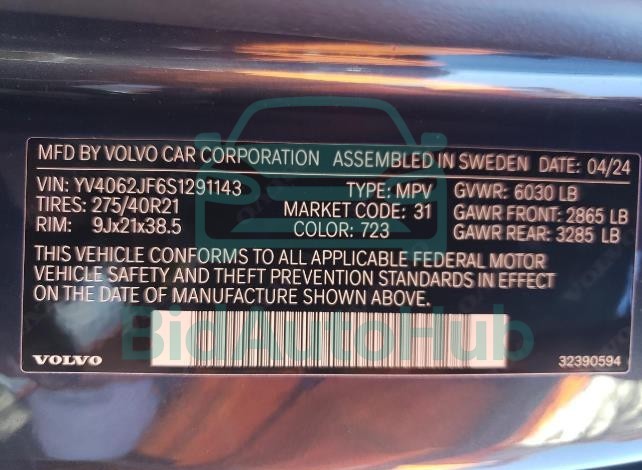 MFD BY VOLVO CAR CORPORATION ASSEMBLED IN SWEDEN DATE: 04/24
VIN: YV4062JF6S1291143 TYPE: MPV GVWR: 6030 LB
TIRES: 275/40R21 MARKET CODE: 31 GAWR FRONT: 2865 LB
RIM: 9Jx21x38.5 COLOR: 723 GAWR REAR: 3285 LB
THIS VEHICLE CONFORMS TO ALL APPLICABLE FEDERAL MOTOR
VEHICLE SAFETY AND THEFT PREVENTION STANDARDS IN EFFECT
ON THE DATE OF MANUFACTURE SHOWN ABOVE.
BidAutoHub
VOLVO 32390594